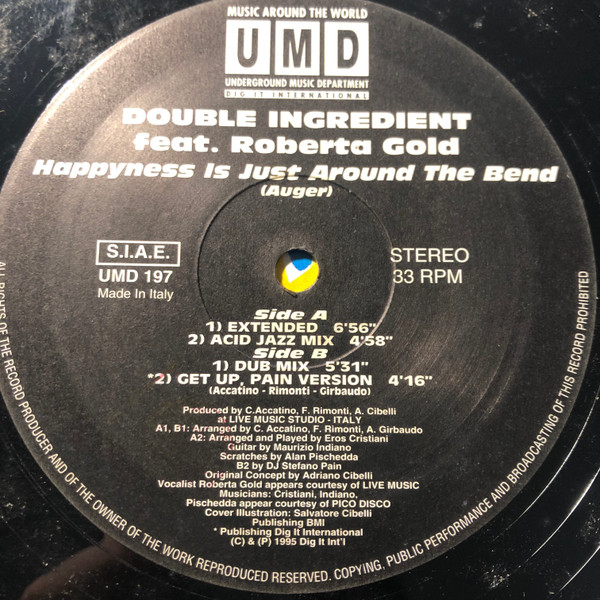 MUSIC AROUND THE WORLD
UMD
UNDERGROUND MUSIC DEPARTMENT
DIG IT INTERNATIONAL
DOUBLE INGREDIENT
feat. Roberta Gold
Happyness Is Just Around The Bend
(Auger)
S.I.A.E.
UMD 197
Made In Italy
STEREO
33 RPM
Side A
1) EXTENDED 6'56"
2) ACID JAZZ MIX 4'58"
Side B
1) DUB MIX 5'31"
*2) GET UP, PAIN VERSION 4'16"
(Accatino - Rimonti - Girbaudo)
Produced by C.Accatino, F. Rimonti, A. Cibelli
at LIVE MUSIC STUDIO - ITALY
A1, B1: Arranged by C. Accatino, F. Rimonti, A. Girbaudo
A2: Arranged and Played by Eros Cristiani
Guitar by Maurizio Indiano
Scratches by Alan Pischedda
B2 by DJ Stefano Pain
Original Concept by Adriano Cibelli
Vocalist Roberta Gold appears courtesy of LIVE MUSIC
Musicians: Cristiani, Indiano,
Pischedda appear courtesy of PICO DISCO
Cover Illustration: Salvatore Cibelli
Publishing BMI
* Publishing Dig It International
(C) & (P) 1995 Dig It Int'l
ALL RIGHTS OF THE RECORD PRODUCER AND OF THE OWNER OF THE WORK REPRODUCED RESERVED. COPYING, PUBLIC PERFORMANCE AND BROADCASTING OF THIS RECORD PROHIBITED